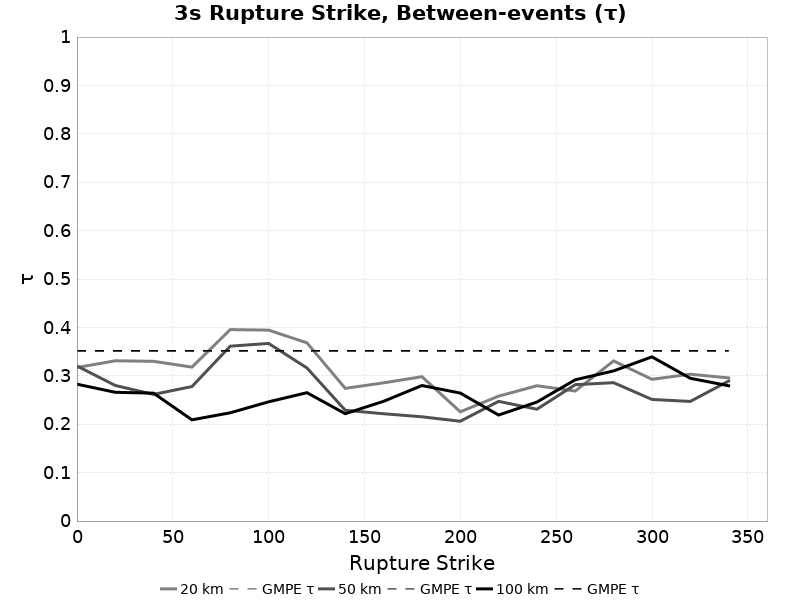 3s Rupture Strike, Between-events (τ)
1
0.9
0.8
0.7
0.6
0.5
0.4
0.3
0.2
0.1
0
τ
0 50 100 150 200 250 300 350
Rupture Strike
20 km GMPE τ 50 km GMPE τ 100 km GMPE τ